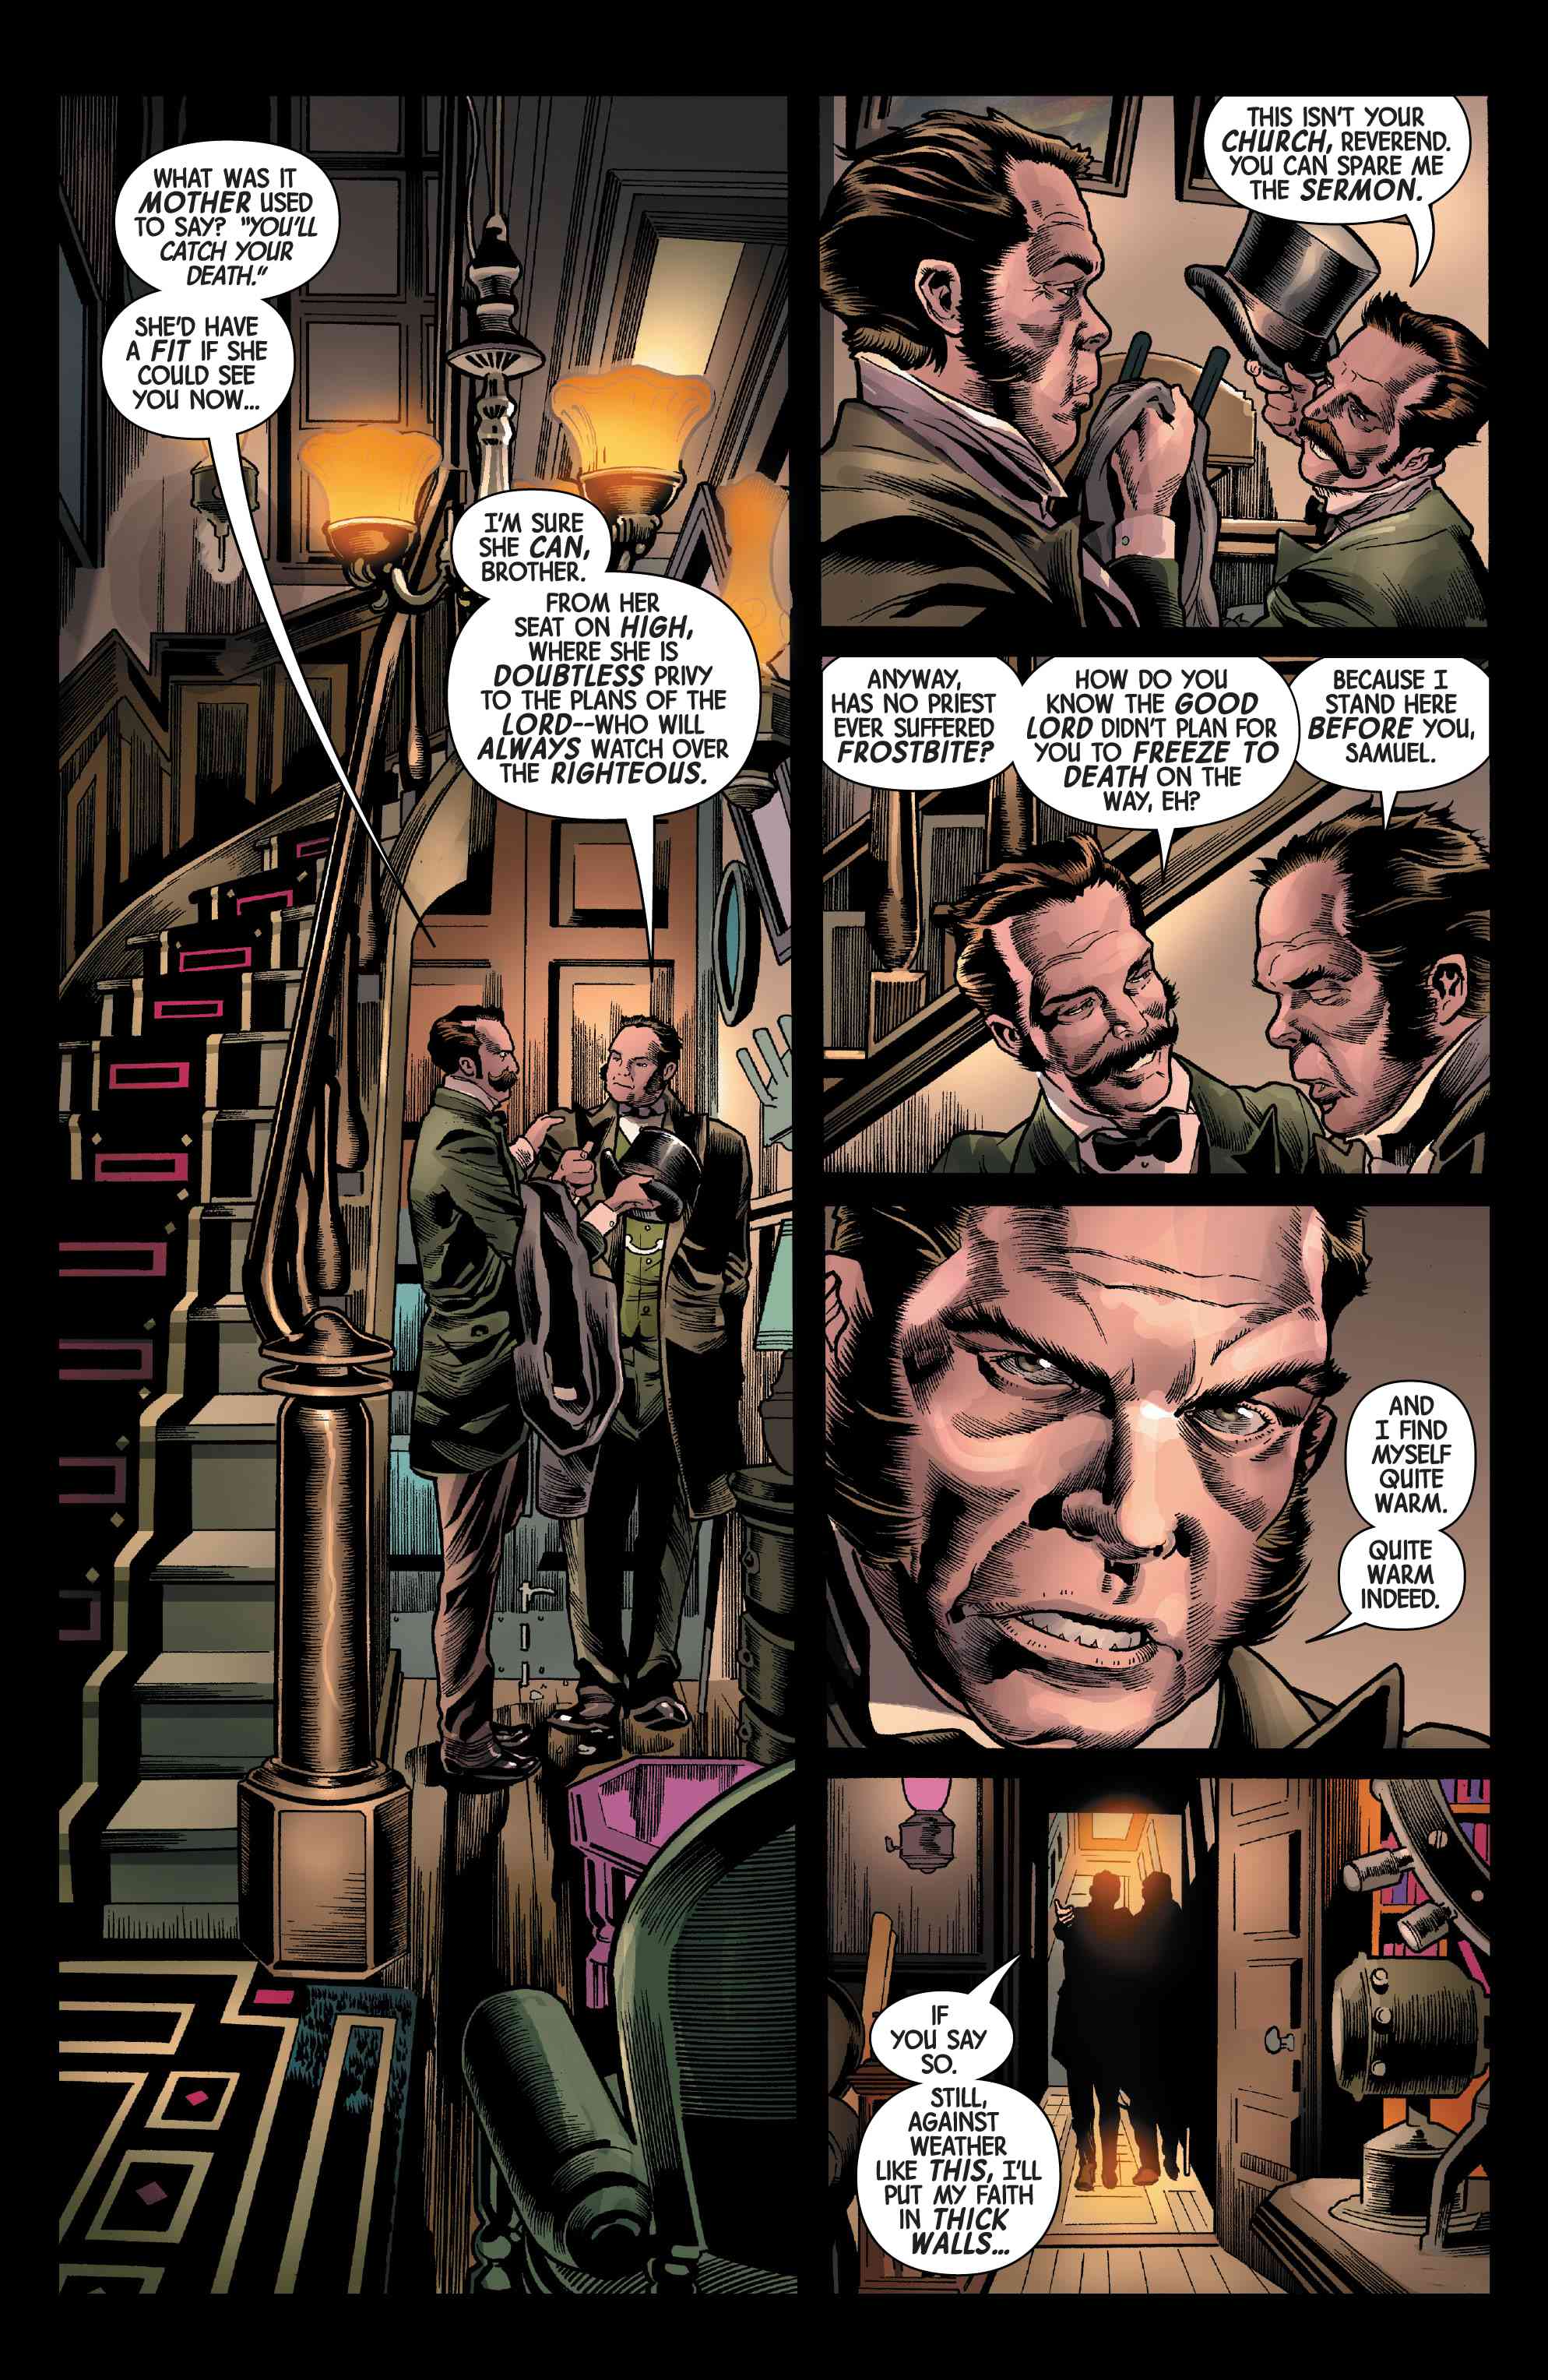 WHAT WAS IT
MOTHER USED
TO SAY? "YOU'LL
CATCH YOUR
DEATH."
SHE'D HAVE
A FIT IF SHE
COULD SEE
YOU NOW...
I'M SURE
SHE CAN,
BROTHER.
FROM HER
SEAT ON HIGH,
WHERE SHE IS
DOUBTLESS PRIVY
TO THE PLANS OF THE
LORD--WHO WILL
ALWAYS WATCH OVER
THE RIGHTEOUS.
THIS ISN'T YOUR
CHURCH, REVEREND.
YOU CAN SPARE ME
THE SERMON.
ANYWAY,
HAS NO PRIEST
EVER SUFFERED
FROSTBITE?
HOW DO YOU
KNOW THE GOOD
LORD DIDN'T PLAN FOR
YOU TO FREEZE TO
DEATH ON THE
WAY, EH?
BECAUSE I
STAND HERE
BEFORE YOU,
SAMUEL.
AND
I FIND
MYSELF
QUITE
WARM.
QUITE
WARM
INDEED.
IF
YOU SAY
SO.
STILL,
AGAINST
WEATHER
LIKE THIS, I'LL
PUT MY FAITH
IN THICK
WALLS...